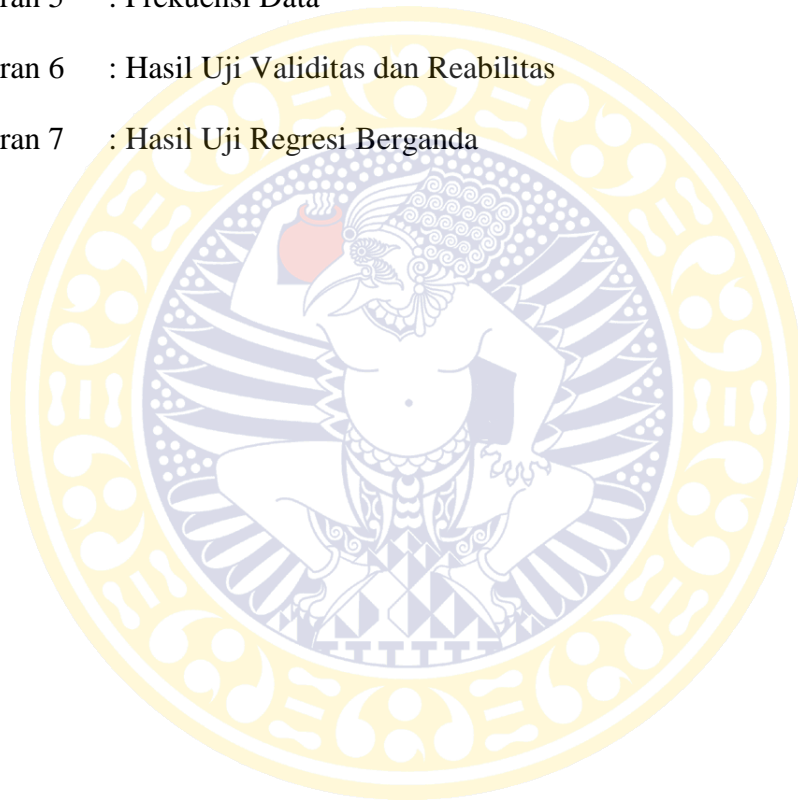 ran 5 : Frekuensi Data
ran 6 : Hasil Uji Validitas dan Reabilitas
ran 7 : Hasil Uji Regresi Berganda